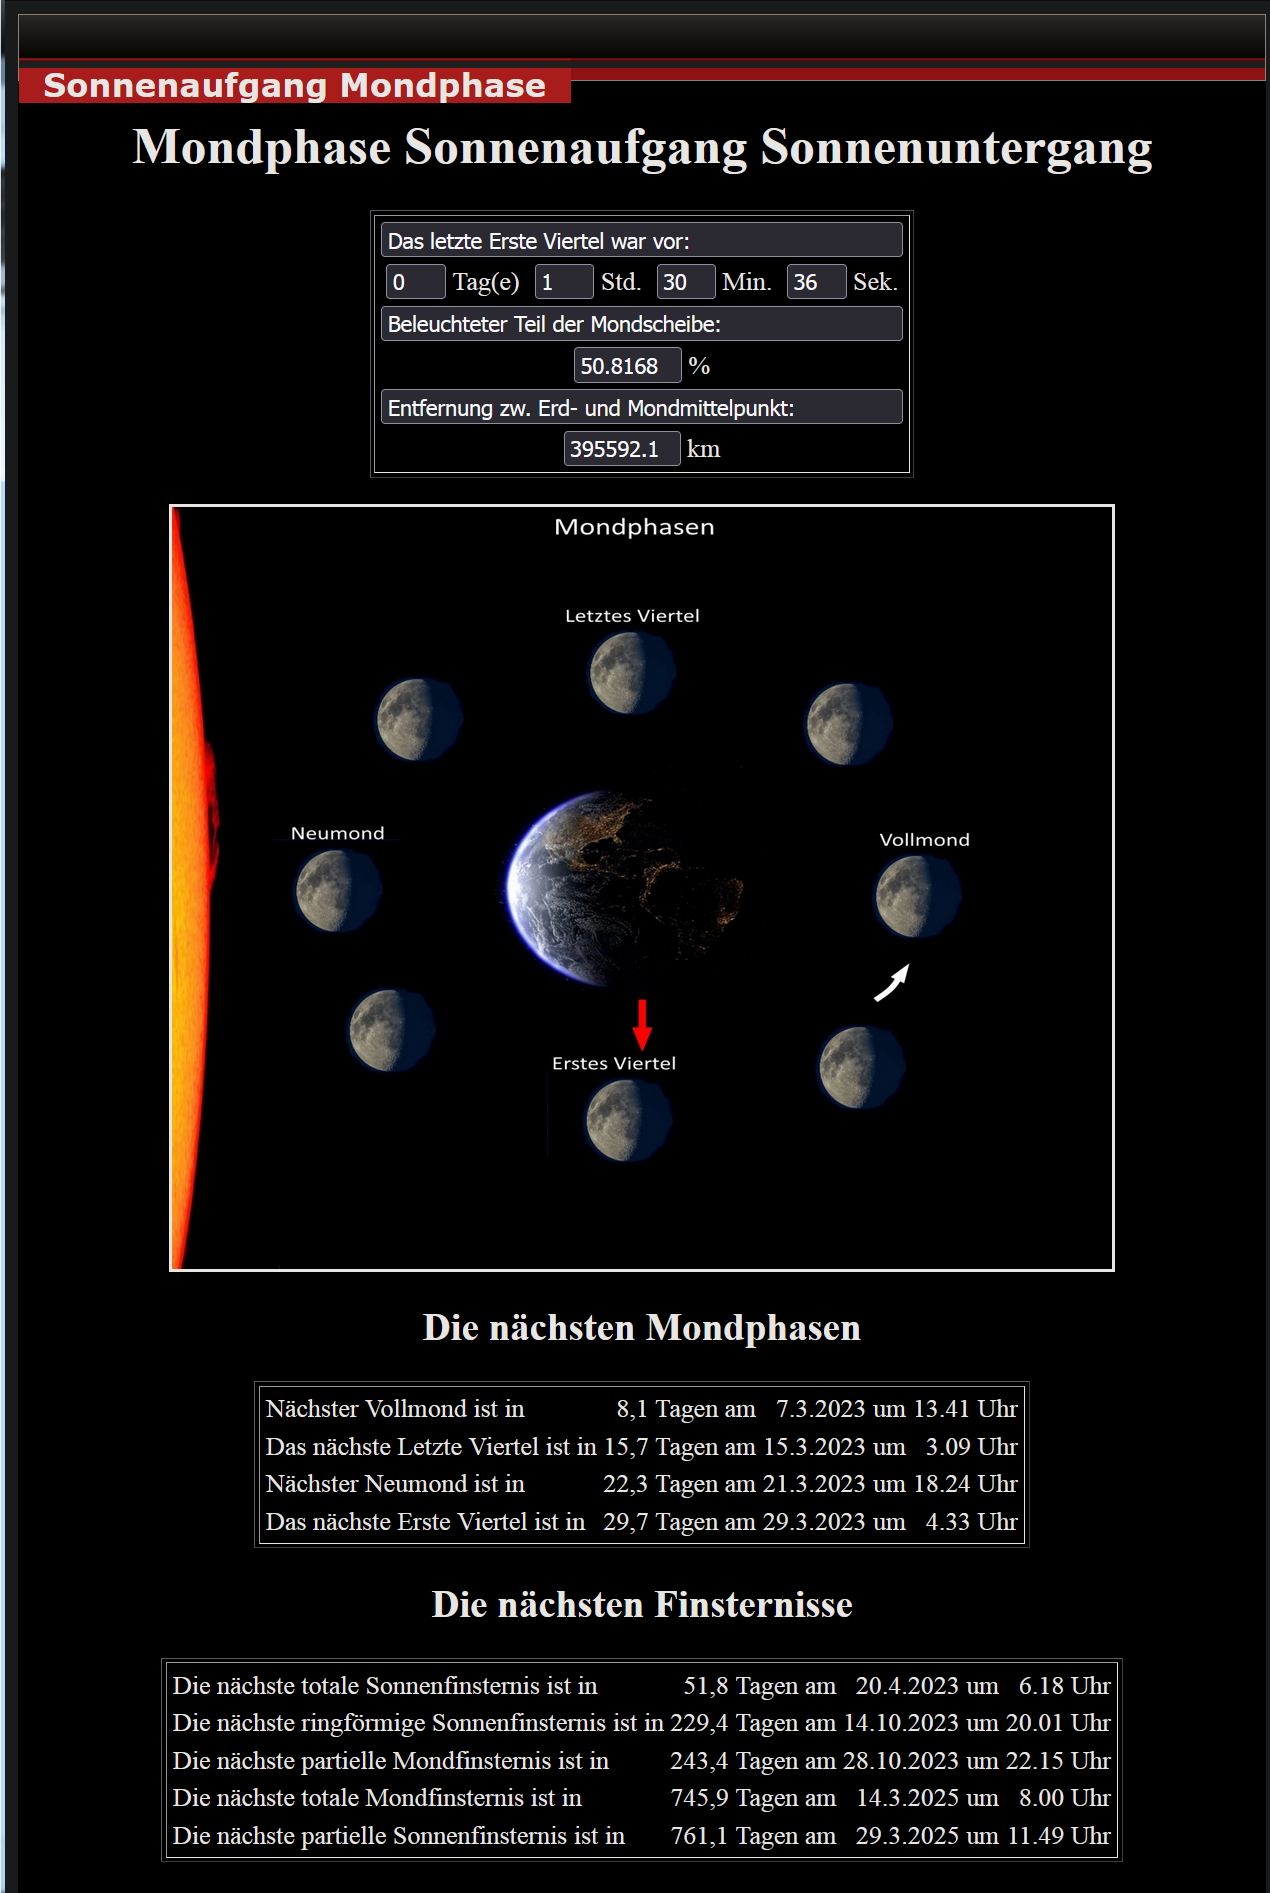 Sonnenaufgang Mondphase
Mondphase Sonnenaufgang Sonnenuntergang
Das letzte Erste Viertel war vor:
0 Tag(e) 1 Std. 30 Min. 36 Sek.
Beleuchteter Teil der Mondscheibe:
50.8168 %
Entfernung zw. Erd- und Mondmittelpunkt:
395592.1 km
Mondphasen
Letztes Viertel
Neumond
Vollmond
Erstes Viertel
Die nächsten Mondphasen
Nächster Vollmond ist in 8,1 Tagen am 7.3.2023 um 13.41 Uhr
Das nächste Letzte Viertel ist in 15,7 Tagen am 15.3.2023 um 3.09 Uhr
Nächster Neumond ist in 22,3 Tagen am 21.3.2023 um 18.24 Uhr
Das nächste Erste Viertel ist in 29,7 Tagen am 29.3.2023 um 4.33 Uhr
Die nächsten Finsternisse
Die nächste totale Sonnenfinsternis ist in 51,8 Tagen am 20.4.2023 um 6.18 Uhr
Die nächste ringförmige Sonnenfinsternis ist in 229,4 Tagen am 14.10.2023 um 20.01 Uhr
Die nächste partielle Mondfinsternis ist in 243,4 Tagen am 28.10.2023 um 22.15 Uhr
Die nächste totale Mondfinsternis ist in 745,9 Tagen am 14.3.2025 um 8.00 Uhr
Die nächste partielle Sonnenfinsternis ist in 761,1 Tagen am 29.3.2025 um 11.49 Uhr